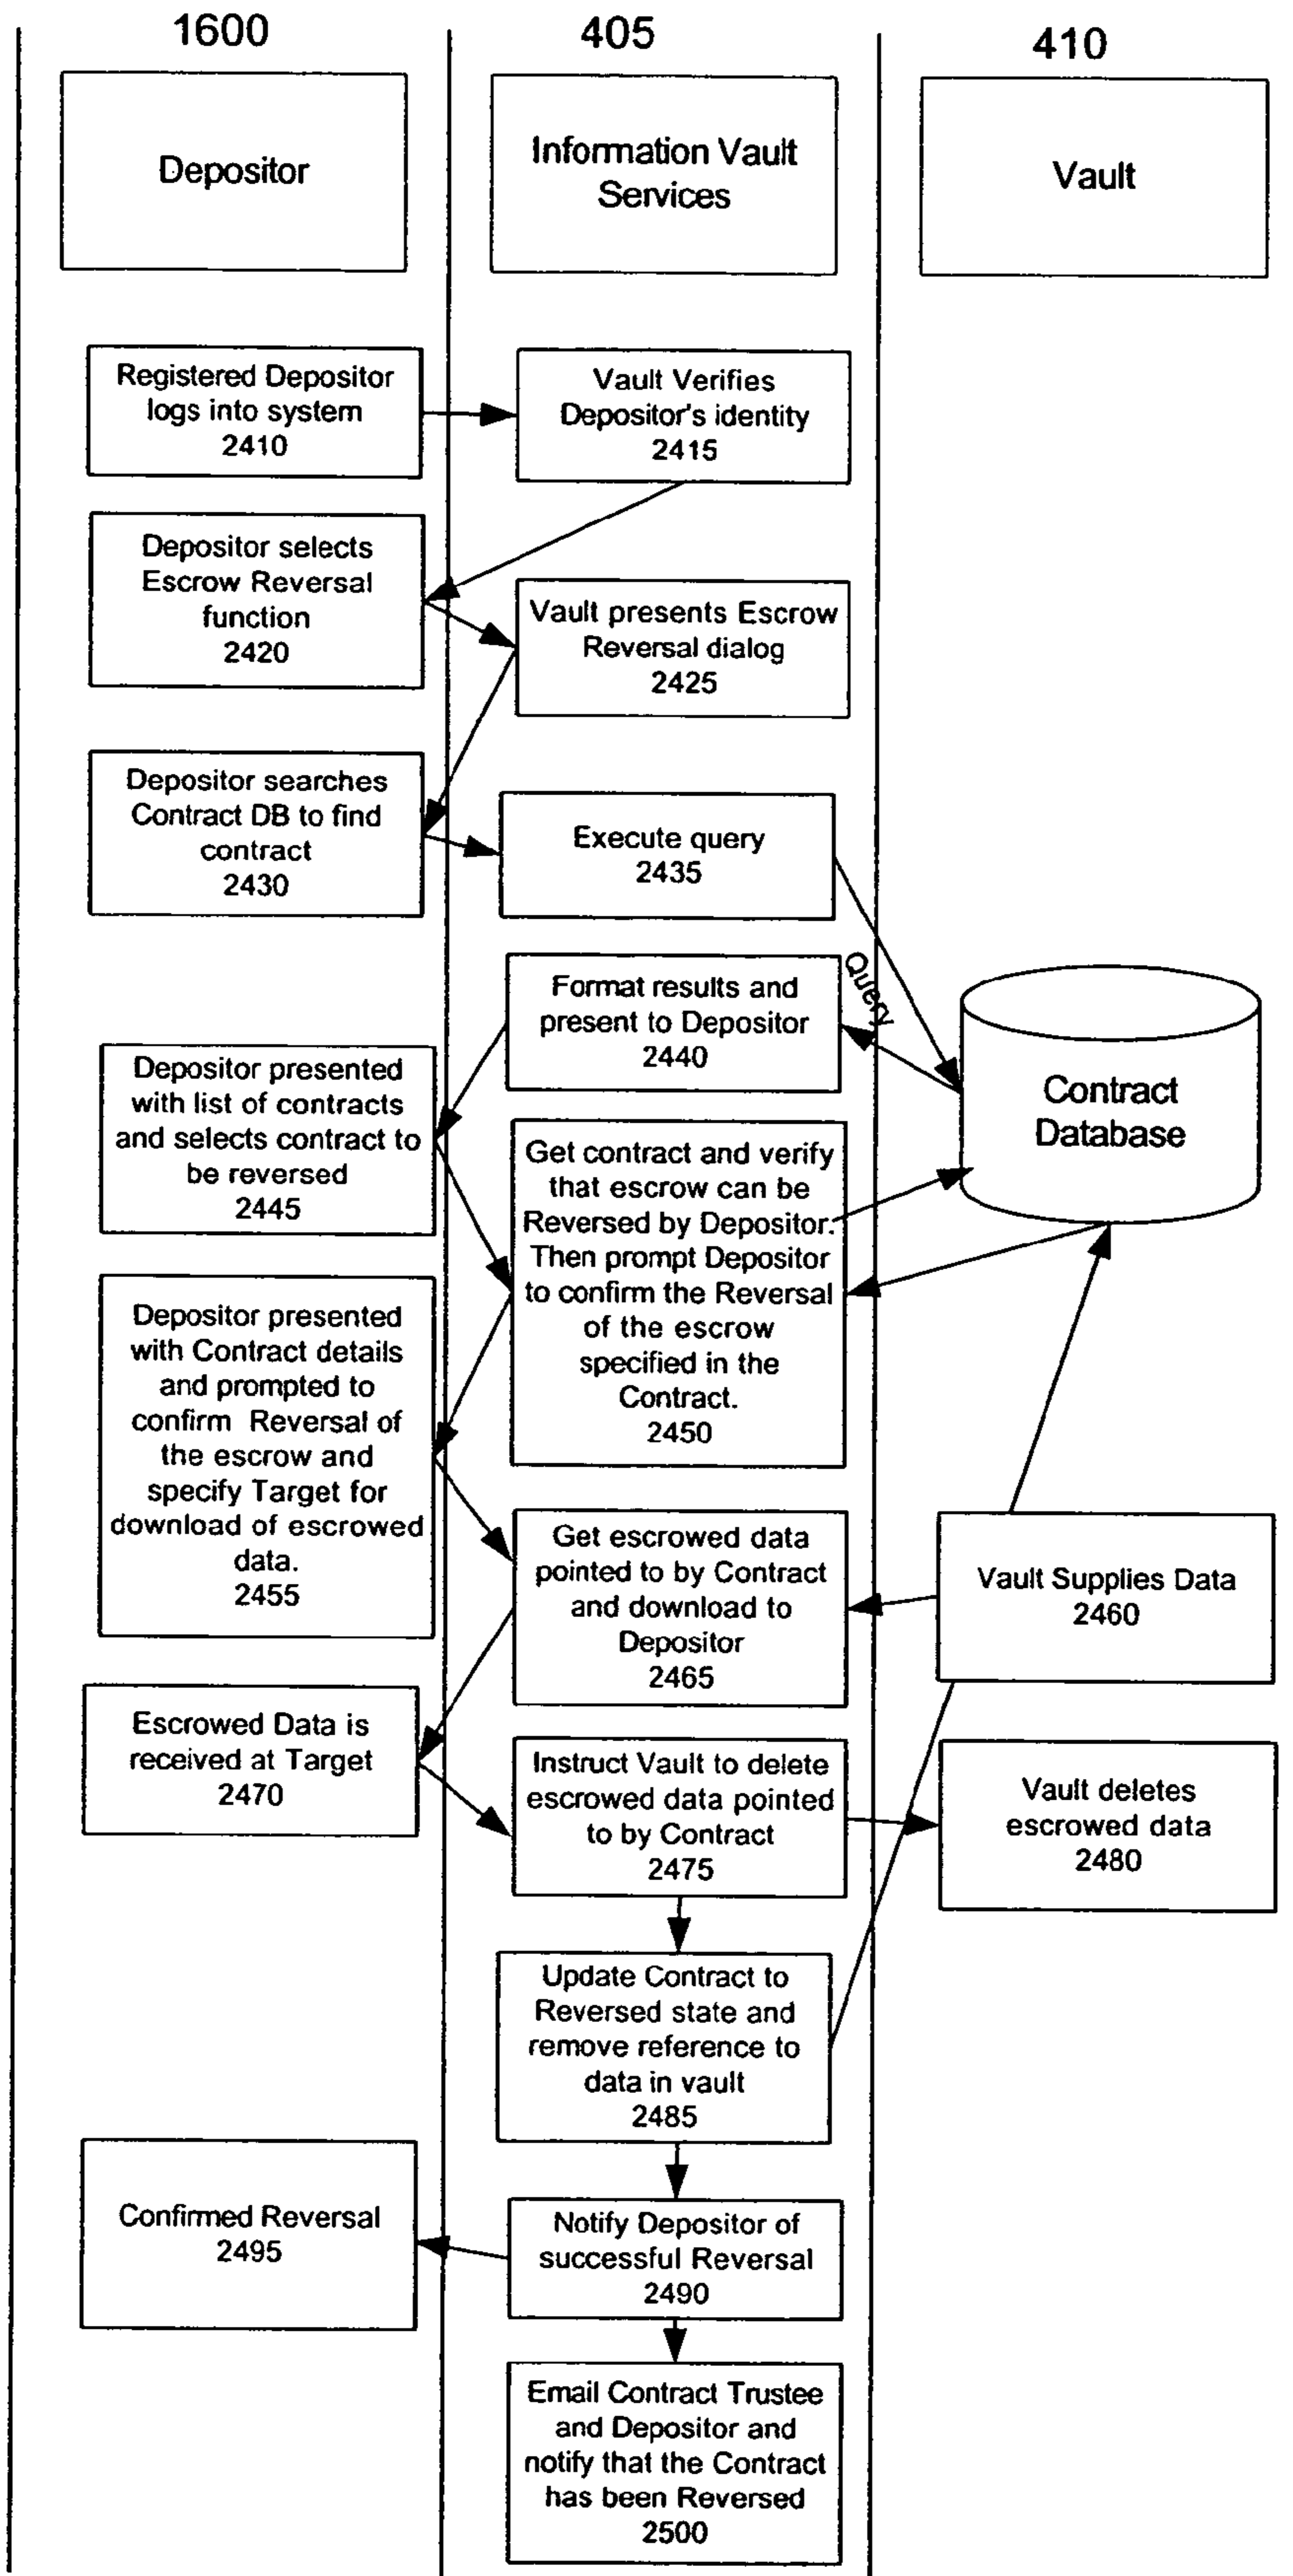 1600
405
410
Depositor
Information Vault
Services
Vault
Registered Depositor
logs into system
2410
Vault Verifies
Depositor's identity
2415
Depositor selects
Escrow Reversal
function
2420
Vault presents Escrow
Reversal dialog
2425
Depositor searches
Contract DB to find
contract
2430
Execute query
2435
Query
Format results and
present to Depositor
2440
Contract
Database
Depositor presented
with list of contracts
and selects contract to
be reversed
2445
Get contract and verify
that escrow can be
Reversed by Depositor.
Then prompt Depositor
to confirm the Reversal
of the escrow
specified in the
Contract.
2450
Depositor presented
with Contract details
and prompted to
confirm Reversal of
the escrow and
specify Target for
download of escrowed
data.
2455
Vault Supplies Data
2460
Get escrowed data
pointed to by Contract
and download to
Depositor
2465
Escrowed Data is
received at Target
2470
Instruct Vault to delete
escrowed data pointed
to by Contract
2475
Vault deletes
escrowed data
2480
Update Contract to
Reversed state and
remove reference to
data in vault
2485
Notify Depositor of
successful Reversal
2490
Confirmed Reversal
2495
Email Contract Trustee
and Depositor and
notify that the Contract
has been Reversed
2500